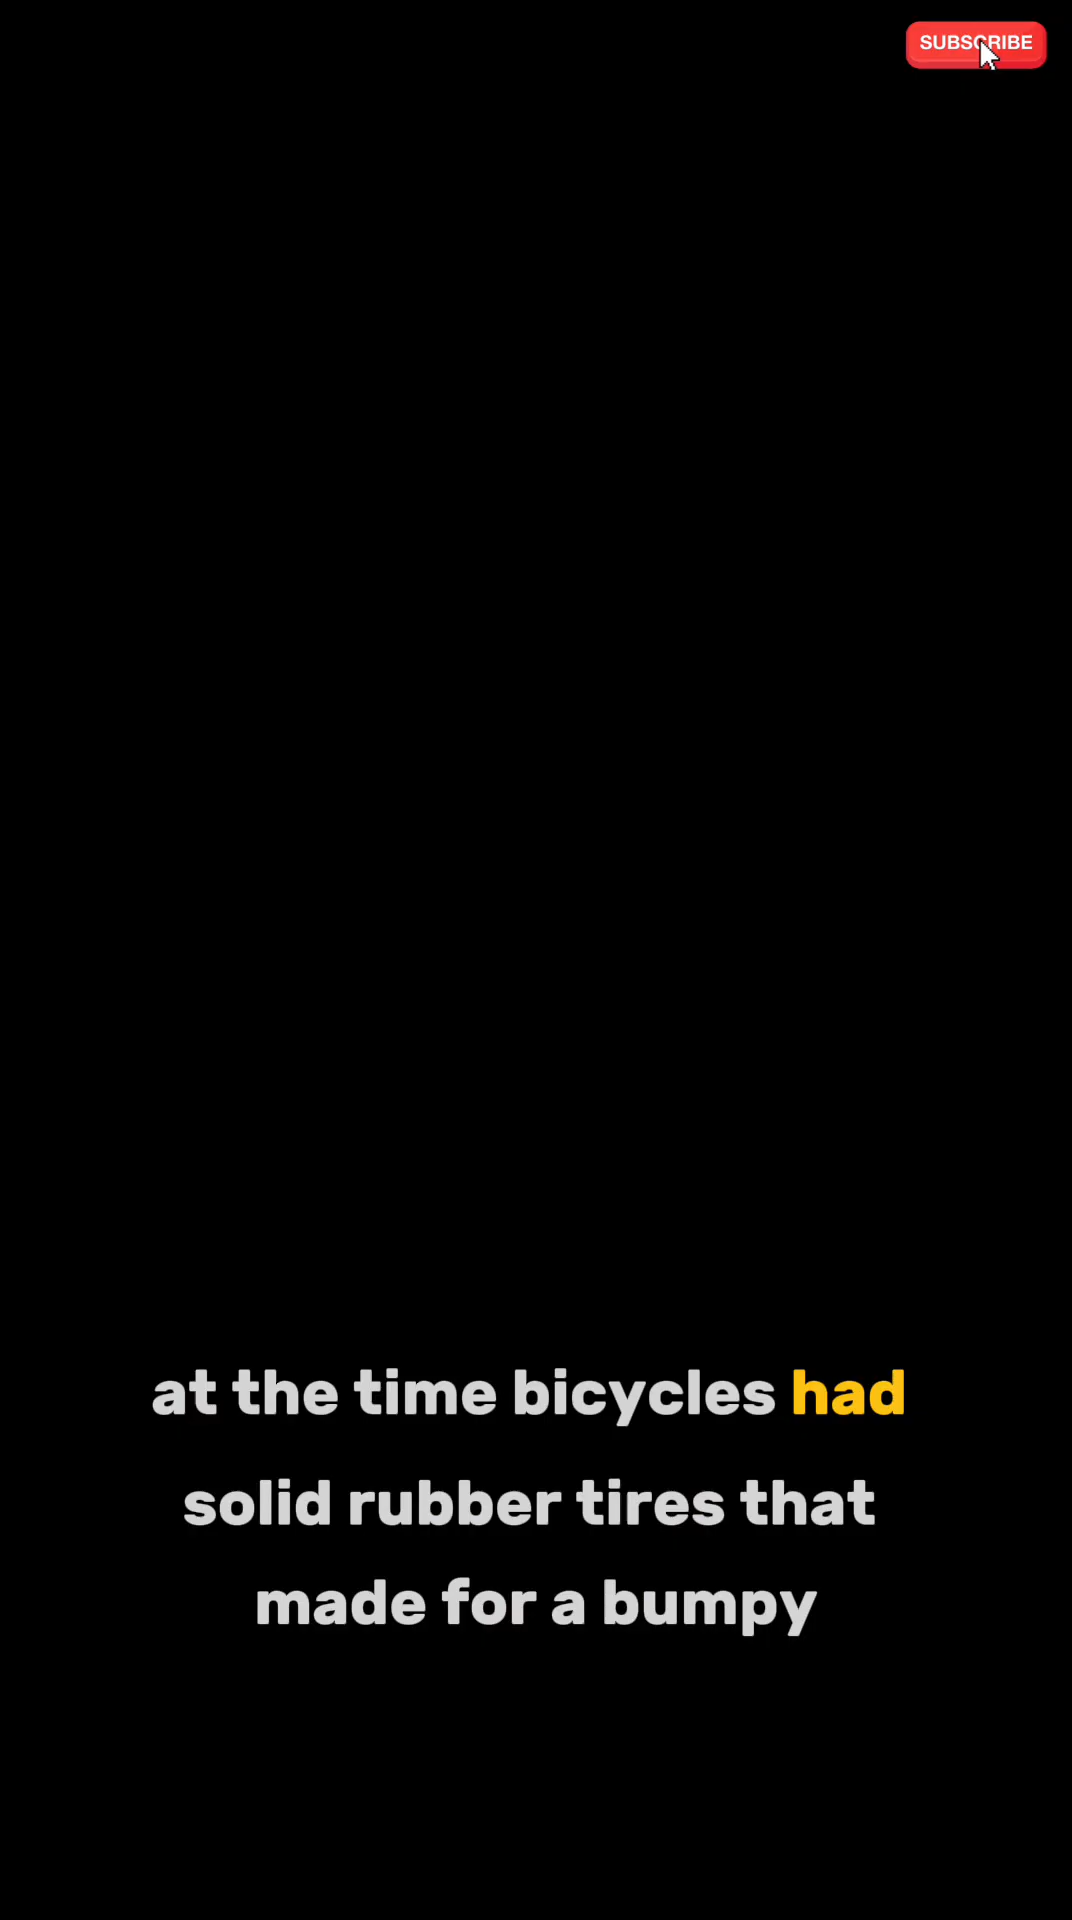 SUBSCRIBE
at the time bicycles had
solid rubber tires that
made for a bumpy